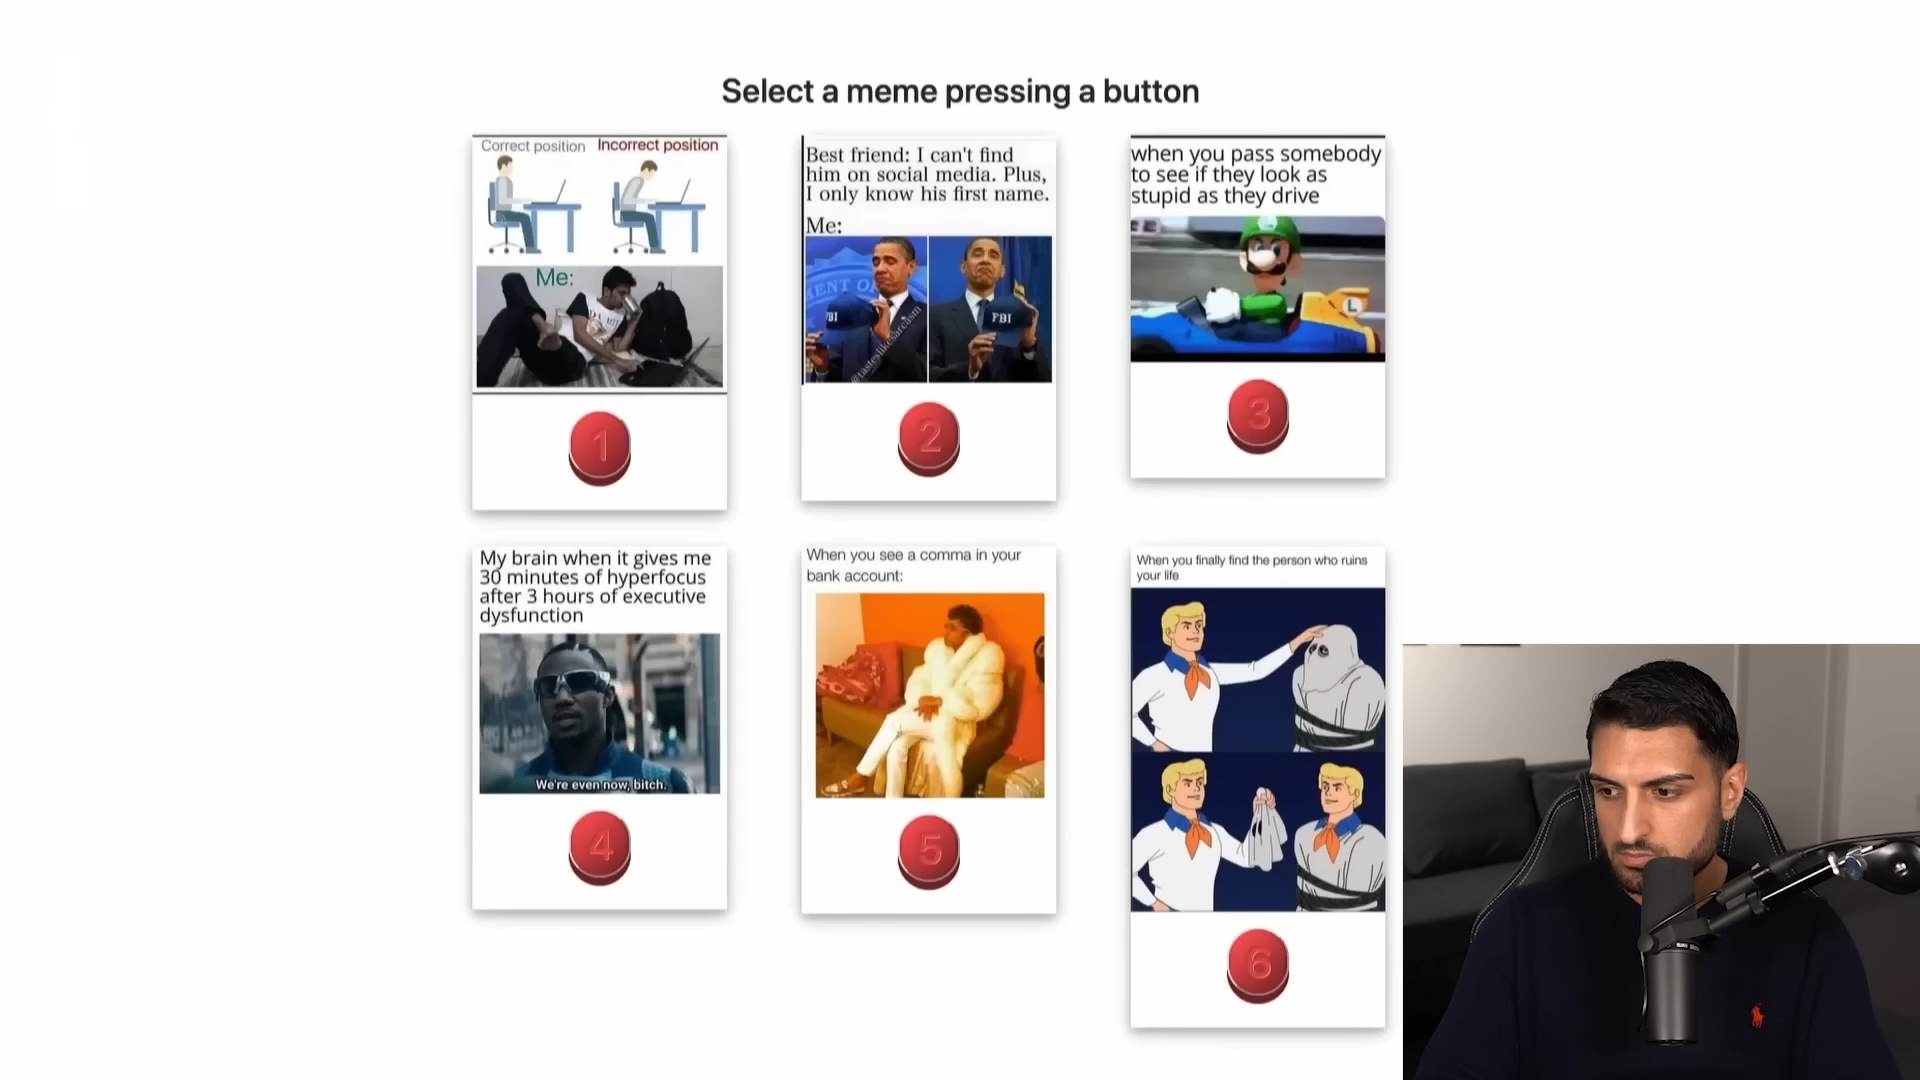 Select a meme pressing a button
Correct position Incorrect position
Me:
1
Best friend: I can't find
him on social media. Plus,
I only know his first name.
Me:
MENT OF
BI
FBI
@tasteslikesarcasm
2
when you pass somebody
to see if they look as
stupid as they drive
L
L
3
My brain when it gives me
30 minutes of hyperfocus
after 3 hours of executive
dysfunction
We're even now, bitch.
4
When you see a comma in your
bank account:
5
When you finally find the person who ruins
your life
6